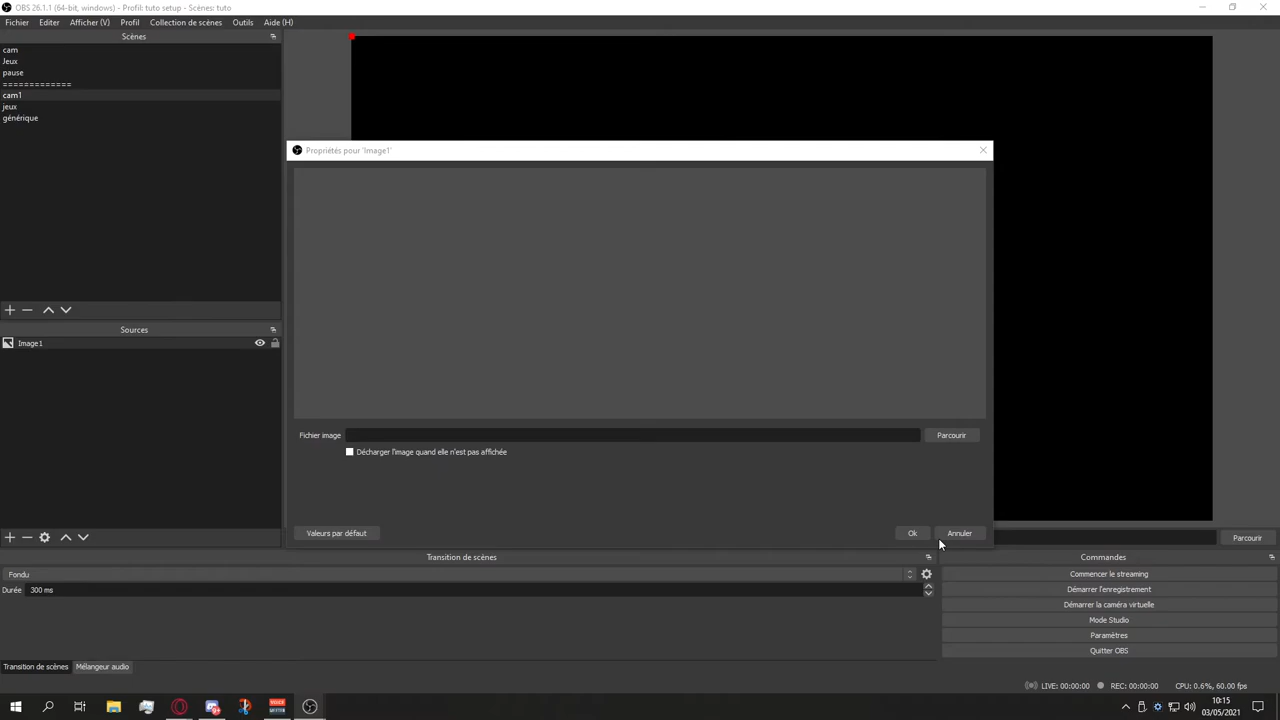 OBS 26.1.1 (64-bit, windows) - Profil: tuto setup - Scènes: tuto
Fichier Editer Afficher (V) Profil Collection de scènes Outils Aide (H)
Scènes
cam
Jeux
pause
=============
cam1
jeux
générique
Propriétés pour 'Image1'
Sources
Image1
Fichier image Parcourir
Décharger l'image quand elle n'est pas affichée
Valeurs par défaut Ok Annuler
Parcourir
Transition de scènes
Fondu
Durée 300 ms
Transition de scènes Mélangeur audio
Commandes
Commencer le streaming
Démarrer l'enregistrement
Démarrer la caméra virtuelle
Mode Studio
Paramètres
Quitter OBS
LIVE: 00:00:00 REC: 00:00:00 CPU: 0.6%, 60.00 fps
10:15
03/05/2021